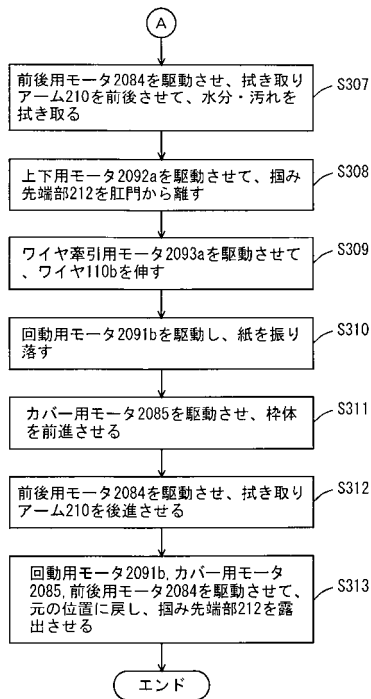 A
前後用モータ2084を駆動させ、拭き取り
アーム210を前後させて、水分・汚れを
拭き取る
S307
上下用モータ2092aを駆動させて、掴み
先端部212を肛門から離す
S308
ワイヤ牽引用モータ2093aを駆動させて
、ワイヤ110bを伸す
S309
回動用モータ2091bを駆動し、紙を振り
落す
S310
カバー用モータ2085を駆動させ、枠体
を前進させる
S311
前後用モータ2084を駆動させ、拭き取り
アーム210を後進させる
S312
回動用モータ2091b,カバー用モータ
2085,前後用モータ2084を駆動させて、
元の位置に戻し、掴み先端部212を露
出させる
S313
エンド